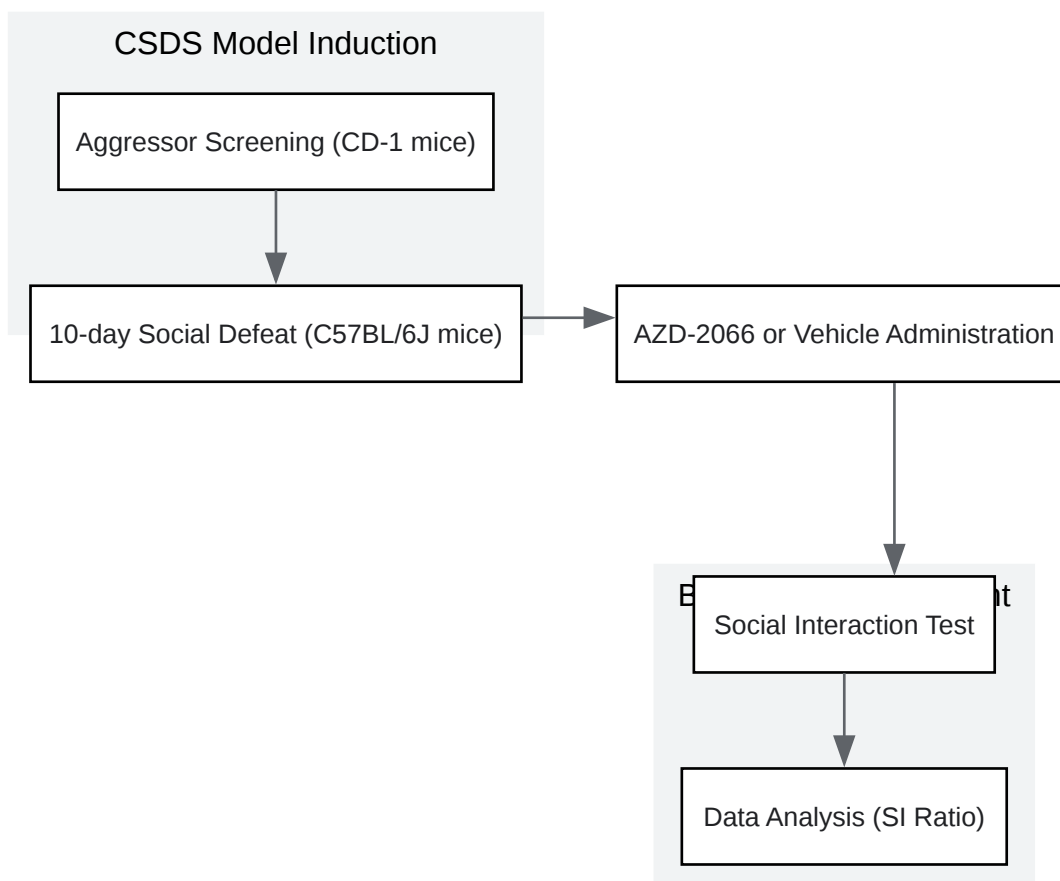 CSDS Model Induction
Aggressor Screening (CD-1 mice)
10-day Social Defeat (C57BL/6J mice)
AZD-2066 or Vehicle Administration
Social Interaction Test
Data Analysis (SI Ratio)